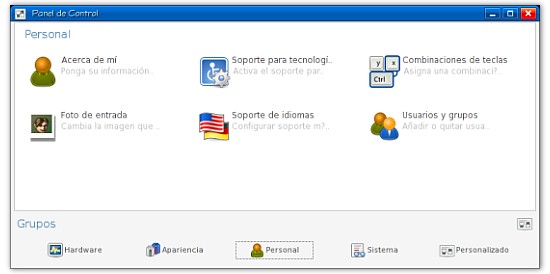 Panel de Control
Personal
Acerca de mí
Ponga su información..
Soporte para tecnologí..
Activa el soporte par..
y x
Combinaciones de teclas
Ctrl
Asigna una combinaci?..
Foto de entrada
Cambia la imagen que ..
Soporte de idiomas
Configurar soporte m?..
Usuarios y grupos
Añadir o quitar usua..
Grupos
Hardware
Apariencia
Personal
Sistema
Personalizado